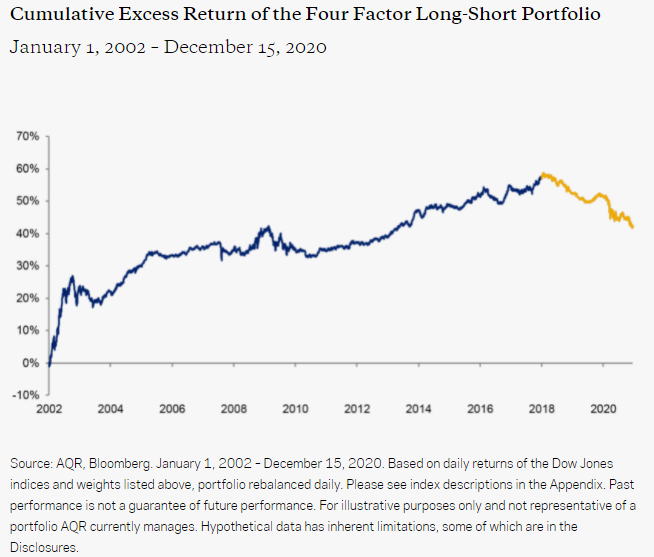 Cumulative Excess Return of the Four Factor Long-Short Portfolio
January 1, 2002 – December 15, 2020
70%
60%
50%
40%
30%
20%
10%
0%
-10%
2002 2004 2006 2008 2010 2012 2014 2016 2018 2020
Source: AQR, Bloomberg. January 1, 2002 – December 15, 2020. Based on daily returns of the Dow Jones
indices and weights listed above, portfolio rebalanced daily. Please see index descriptions in the Appendix. Past
performance is not a guarantee of future performance. For illustrative purposes only and not representative of a
portfolio AQR currently manages. Hypothetical data has inherent limitations, some of which are in the
Disclosures.